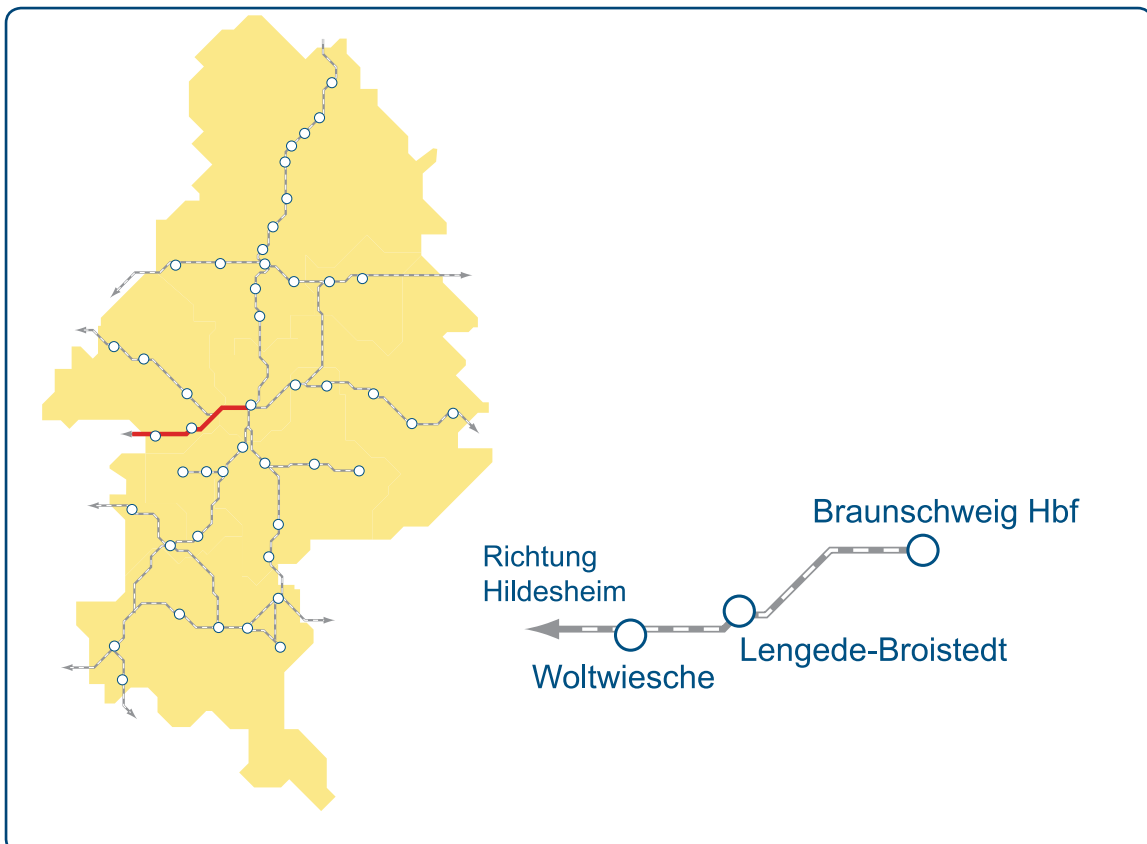 Braunschweig Hbf
Richtung
Hildesheim
Lengede-Broistedt
Woltwiesche